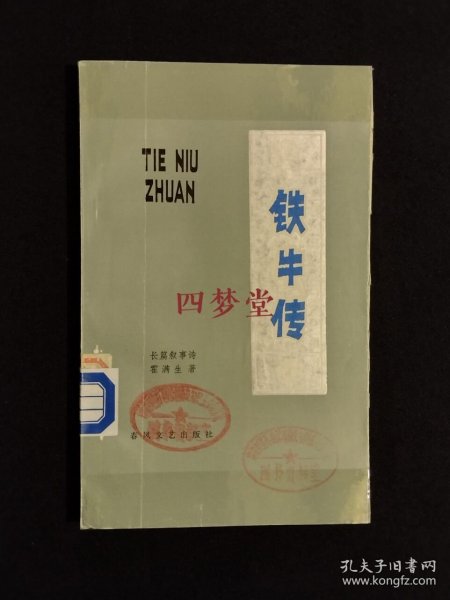 TIE NIU
ZHUAN
铁牛传
四梦堂
长篇叙事诗
霍满生著
春风文艺出版社
孔夫子旧书网
www.kongfz.com